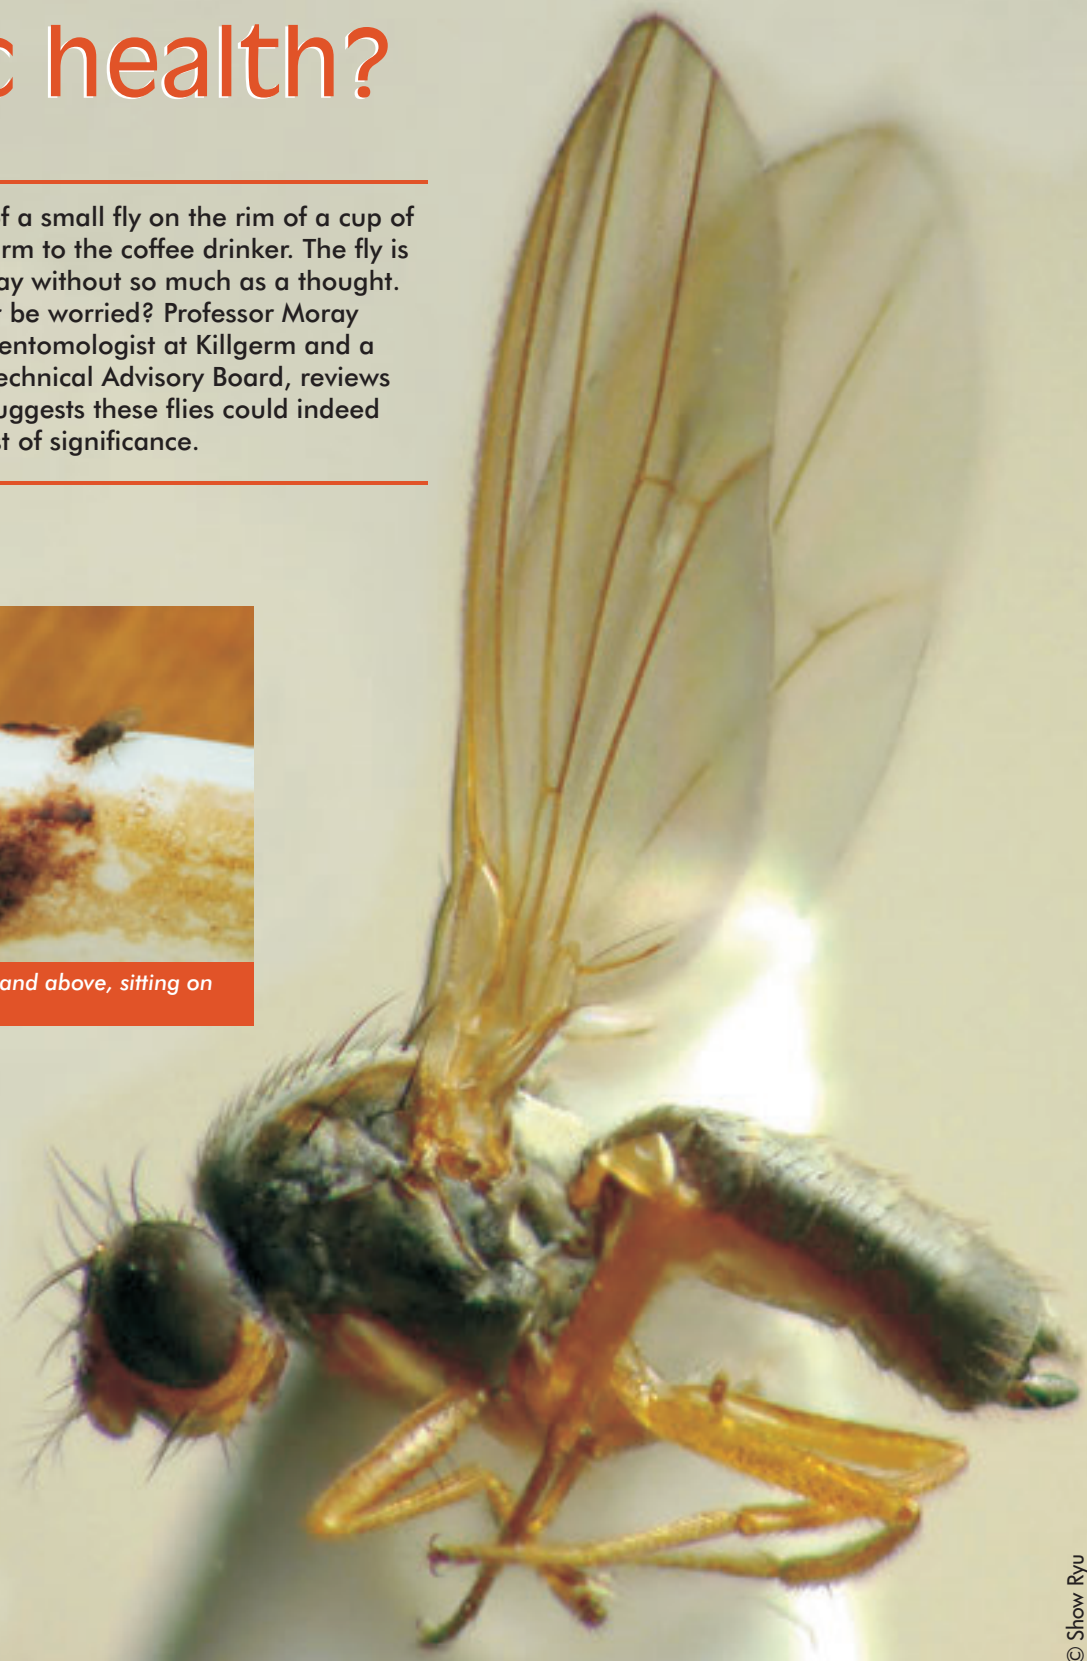 c health?
f a small fly on the rim of a cup of
rm to the coffee drinker. The fly is
ay without so much as a thought.
be worried? Professor Moray
entomologist at Killgerm and a
echnical Advisory Board, reviews
uggests these flies could indeed
st of significance.
and above, sitting on
© Show Ryu